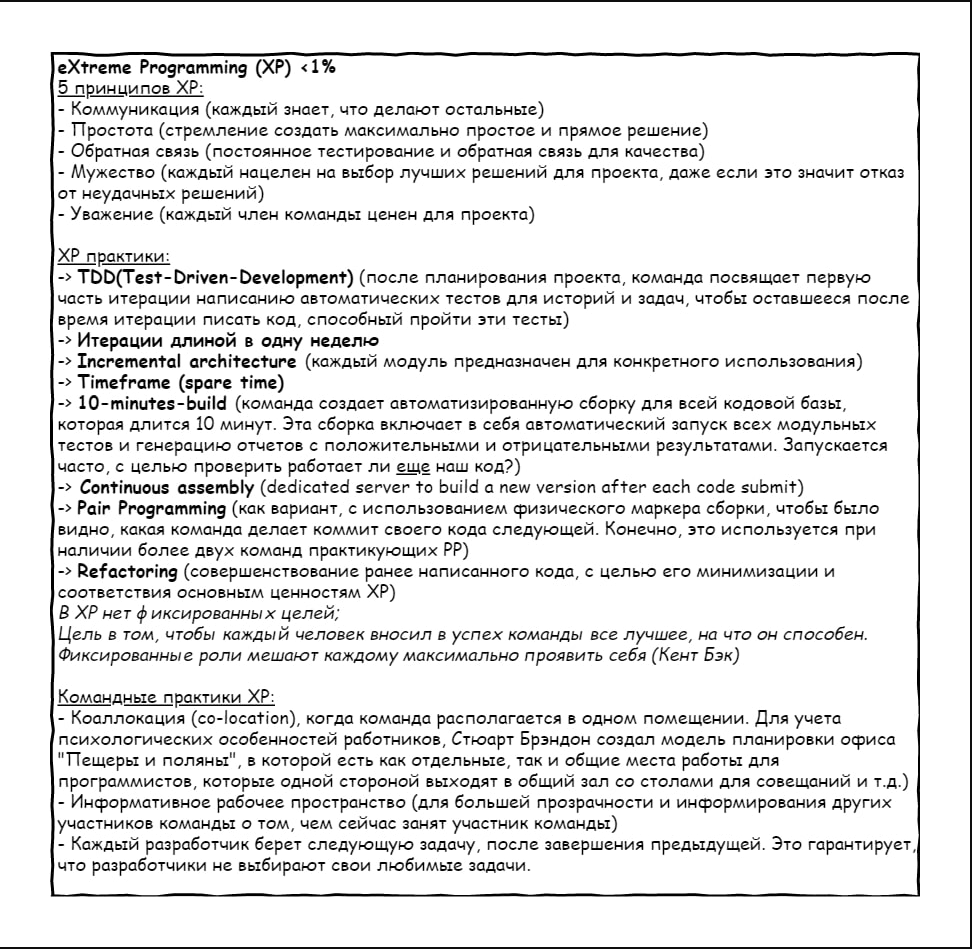 eXtreme Programming (XP) <1%
5 принципов XP:
- Коммуникация (каждый знает, что делают остальные)
- Простота (стремление создать максимально простое и прямое решение)
- Обратная связь (постоянное тестирование и обратная связь для качества)
- Мужество (каждый нацелен на выбор лучших решений для проекта, даже если это значит отказ
от неудачных решений)
- Уважение (каждый член команды ценен для проекта)
XP практики:
-> TDD(Test-Driven-Development) (после планирования проекта, команда посвящает первую
часть итерации написанию автоматических тестов для историй и задач, чтобы оставшееся после
время итерации писать код, способный пройти эти тесты)
-> Итерации длиной в одну неделю
-> Incremental architecture (каждый модуль предназначен для конкретного использования)
-> Timeframe (spare time)
-> 10-minutes-build (команда создает автоматизированную сборку для всей кодовой базы,
которая длится 10 минут. Эта сборка включает в себя автоматический запуск всех модульных
тестов и генерацию отчетов с положительными и отрицательными результатами. Запускается
часто, с целью проверить работает ли еще наш код?)
-> Continuous assembly (dedicated server to build a new version after each code submit)
-> Pair Programming (как вариант, с использованием физического маркера сборки, чтобы было
видно, какая команда делает коммит своего кода следующей. Конечно, это используется при
наличии более двух команд практикующих PP)
-> Refactoring (совершенствование ранее написанного кода, с целью его минимизации и
соответствия основным ценностям XP)
В XP нет фиксированных целей;
Цель в том, чтобы каждый человек вносил в успех команды все лучшее, на что он способен.
Фиксированные роли мешают каждому максимально проявить себя (Кент Бэк)
Командные практики XP:
- Коаллокация (co-location), когда команда располагается в одном помещении. Для учета
психологических особенностей работников, Стюарт Брэндон создал модель планировки офиса
"Пещеры и поляны", в которой есть как отдельные, так и общие места работы для
программистов, которые одной стороной выходят в общий зал со столами для совещаний и т.д.)
- Информативное рабочее пространство (для большей прозрачности и информирования других
участников команды о том, чем сейчас занят участник команды)
- Каждый разработчик берет следующую задачу, после завершения предыдущей. Это гарантирует,
что разработчики не выбирают свои любимые задачи.